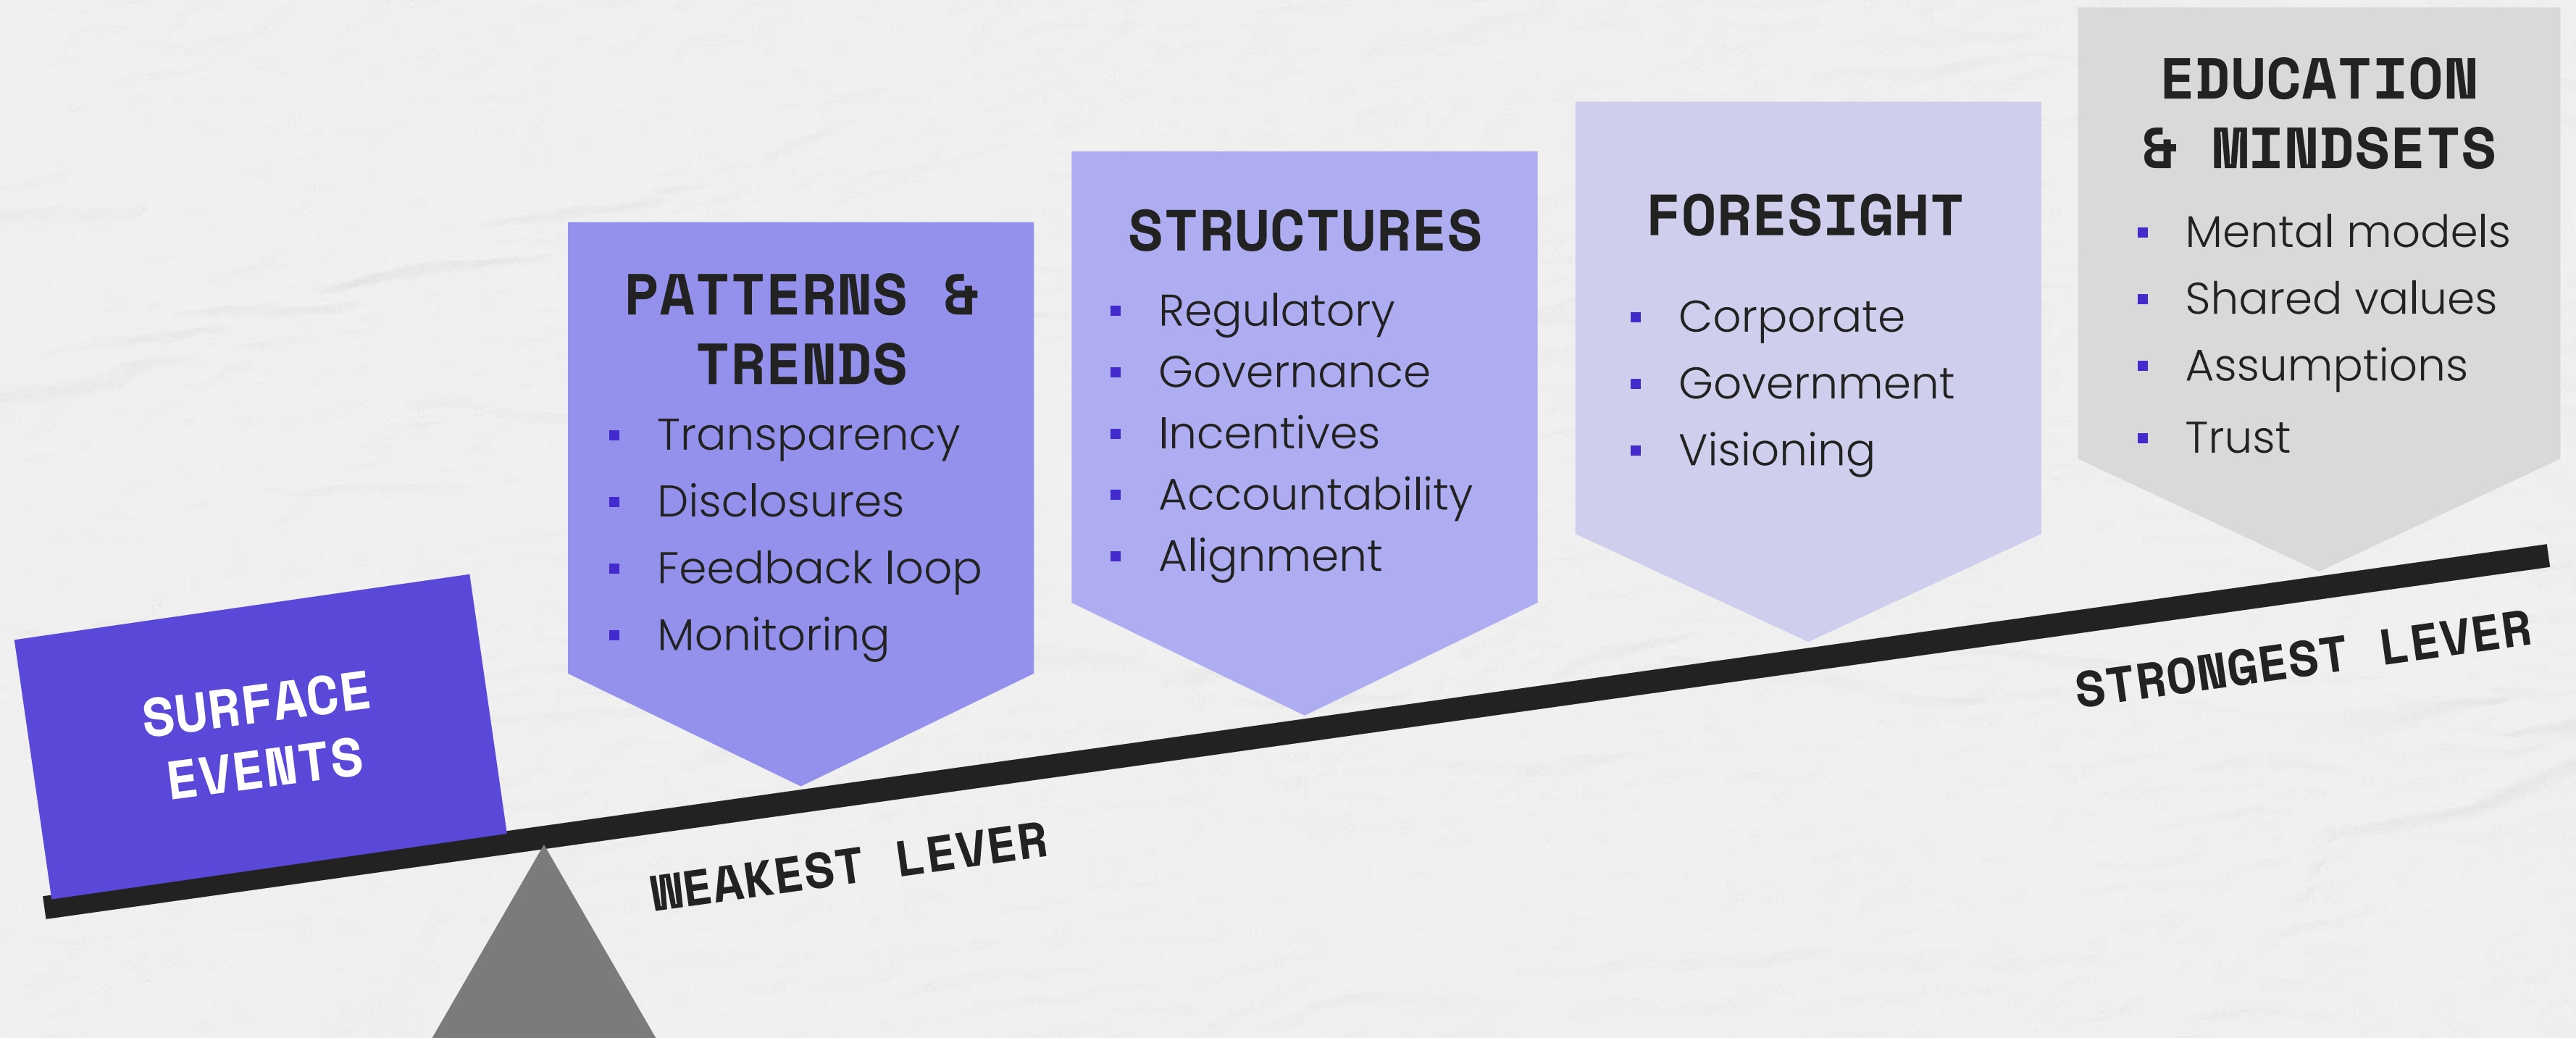 SURFACE
EVENTS
PATTERNS &
TRENDS
Transparency
Disclosures
Feedback loop
Monitoring
STRUCTURES
Regulatory
Governance
Incentives
Accountability
Alignment
FORESIGHT
Corporate
Government
Visioning
EDUCATION
& MINDSETS
Mental models
Shared values
Assumptions
Trust
WEAKEST LEVER
STRONGEST LEVER